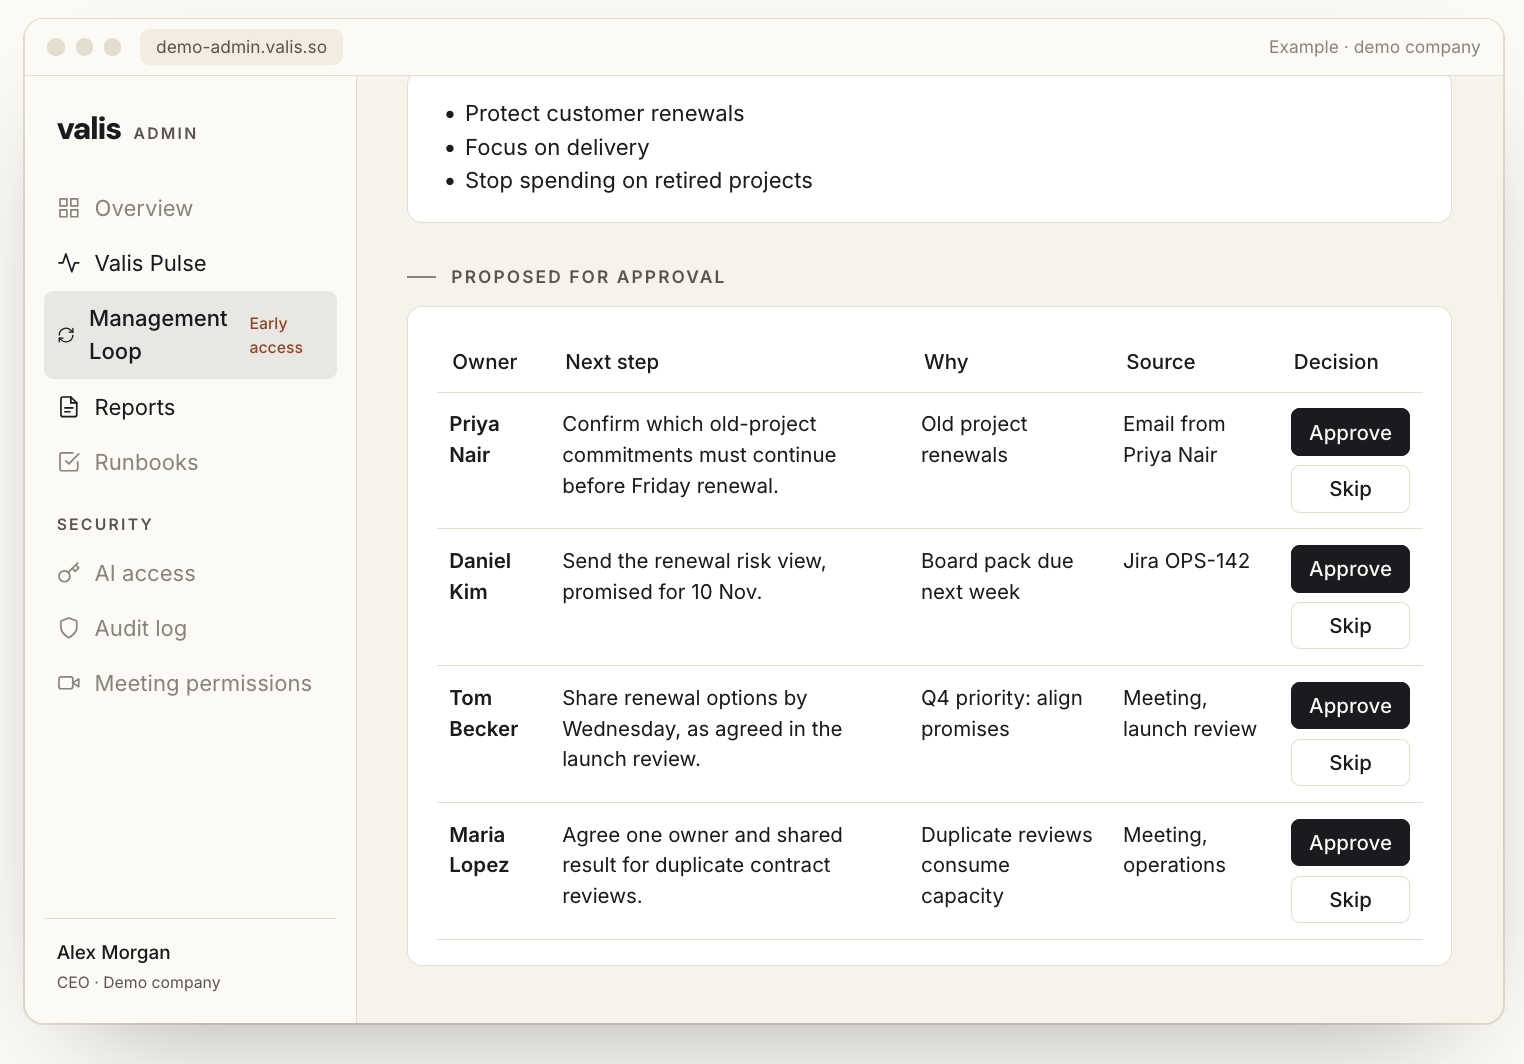 demo-admin.valis.so
Example · demo company
valis ADMIN
Overview
Valis Pulse
Management
Loop
Early
access
Reports
Runbooks
SECURITY
AI access
Audit log
Meeting permissions
Alex Morgan
CEO · Demo company
• Protect customer renewals
• Focus on delivery
• Stop spending on retired projects
PROPOSED FOR APPROVAL
Owner Next step Why Source Decision
Priya
Nair
Confirm which old-project
commitments must continue
before Friday renewal.
Old project
renewals
Email from
Priya Nair
Approve
Skip
Daniel
Kim
Send the renewal risk view,
promised for 10 Nov.
Board pack due
next week
Jira OPS-142
Approve
Skip
Tom
Becker
Share renewal options by
Wednesday, as agreed in the
launch review.
Q4 priority: align
promises
Meeting,
launch review
Approve
Skip
Maria
Lopez
Agree one owner and shared
result for duplicate contract
reviews.
Duplicate reviews
consume
capacity
Meeting,
operations
Approve
Skip